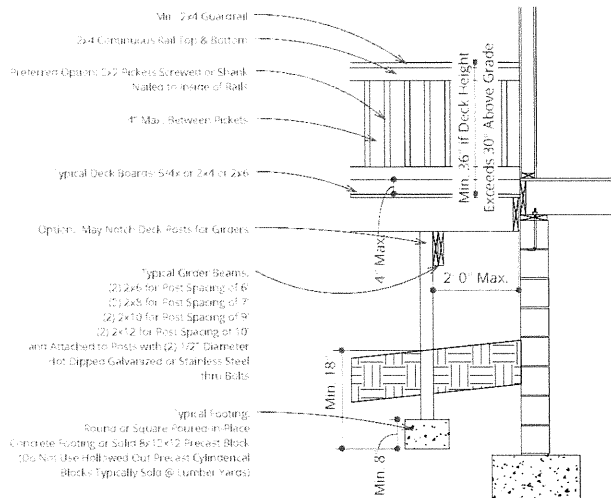 Min. 2x4 Guardrail
2x4 Continuous Rail Top & Bottom
Preferred Option: 2x2 Pickets Screwed or Shank
Nailed to Inside of Rails
4" Max. Between Pickets
Typical Deck Boards: 5/4x or 2x4 or 2x6
Option: May Notch Deck Posts for Girders
Typical Girder Beams.
(2) 2x6 for Post Spacing of 6'
(2) 2x8 for Post Spacing of 7'
(2) 2x10 for Post Spacing of 9'
(2) 2x12 for Post Spacing of 10'
and Attached to Posts with (2) 1/2" Diameter
Hot Dipped Galvanized or Stainless Steel
thru Bolts
Typical Footing.
Round or Square Poured-in-Place
Concrete Footing or Solid 8x12x12 Precast Block
(Do Not Use Hollowed Out Precast Cylinderical
Blocks Typically Sold @ Lumber Yards)
Min. 36" if Deck Height
Exceeds 30" Above Grade
4" Max.
2' 0" Max.
Min. 18"
Min. 8"